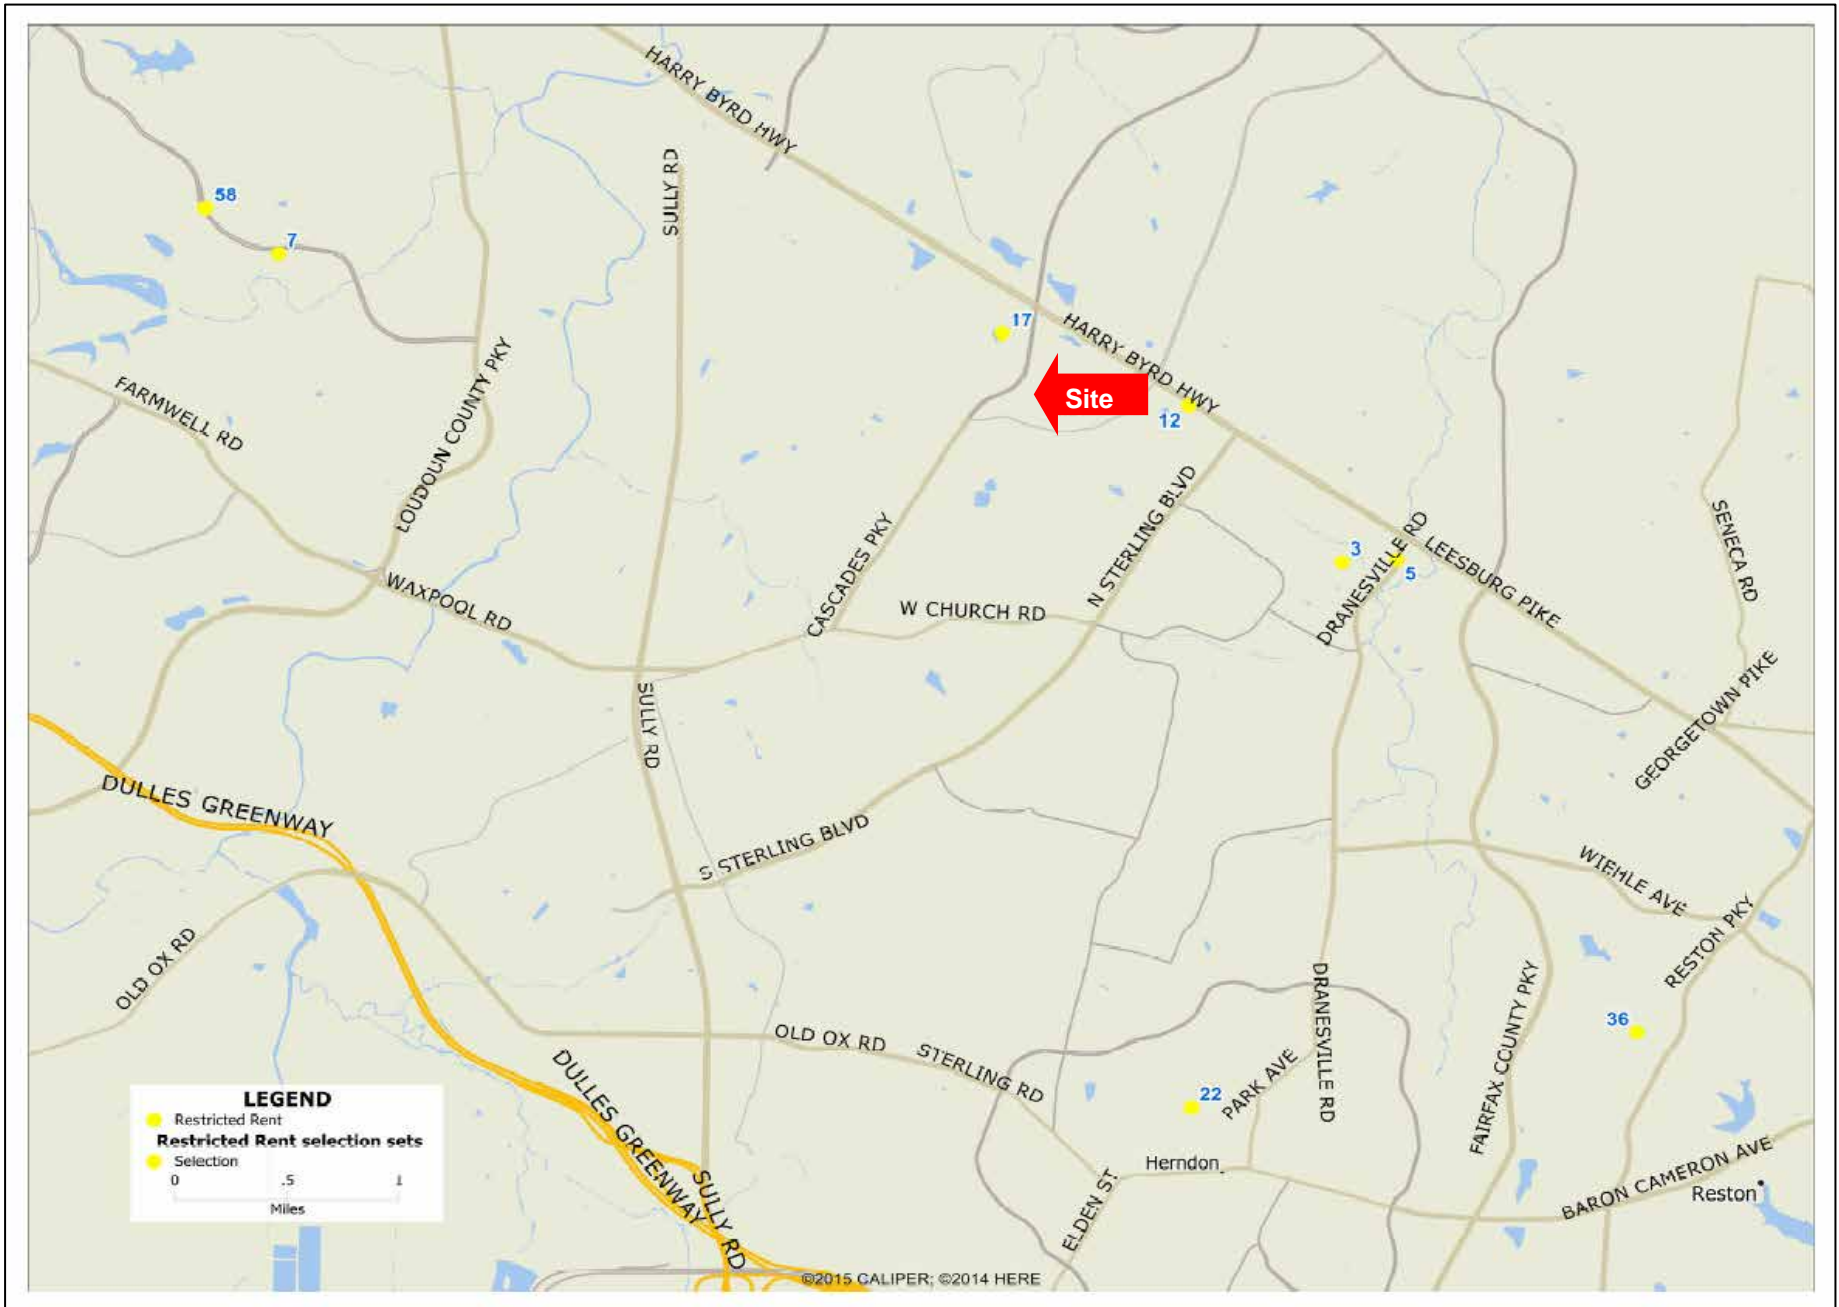 HARRY BYRD HWY
SULLY RD
58
7
17
HARRY BYRD HWY
Site
12
LOUDOUN COUNTY PKY
FARMWELL RD
N STERLING BLVD
SENECA RD
CASCADES PKY
3
DRANESVILLE RD
5
LEESBURG PIKE
WAXPOOL RD
W CHURCH RD
SULLY RD
GEORGETOWN PIKE
DULLES GREENWAY
S STERLING BLVD
WIEHLE AVE
RESTON PKY
OLD OX RD
DRANESVILLE RD
FAIRFAX COUNTY PKY
36
OLD OX RD
STERLING RD
PARK AVE
22
DULLES GREENWAY
SULLY RD
Herndon
ELDEN ST
BARON CAMERON AVE
Reston
LEGEND
Restricted Rent
Restricted Rent selection sets
Selection
0 .5 1
Miles
©2015 CALIPER; ©2014 HERE